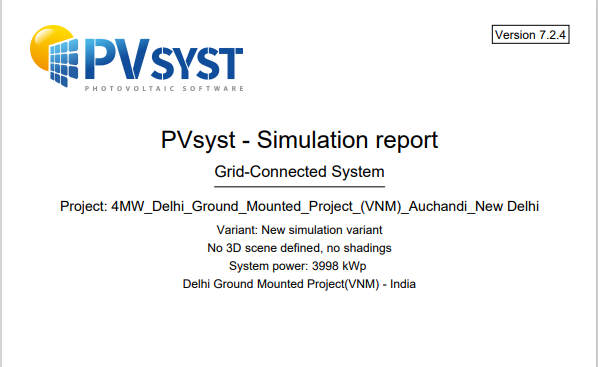 Version 7.2.4
PVSYST
PHOTOVOLTAIC SOFTWARE
PVsyst - Simulation report
Grid-Connected System
Project: 4MW_Delhi_Ground_Mounted_Project_(VNM)_Auchandi_New Delhi
Variant: New simulation variant
No 3D scene defined, no shadings
System power: 3998 kWp
Delhi Ground Mounted Project(VNM) - India